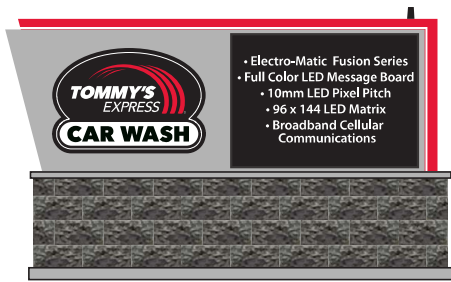 TOMMY'S
EXPRESS
CAR WASH
• Electro-Matic Fusion Series
• Full Color LED Message Board
• 10mm LED Pixel Pitch
• 96 x 144 LED Matrix
• Broadband Cellular
Communications